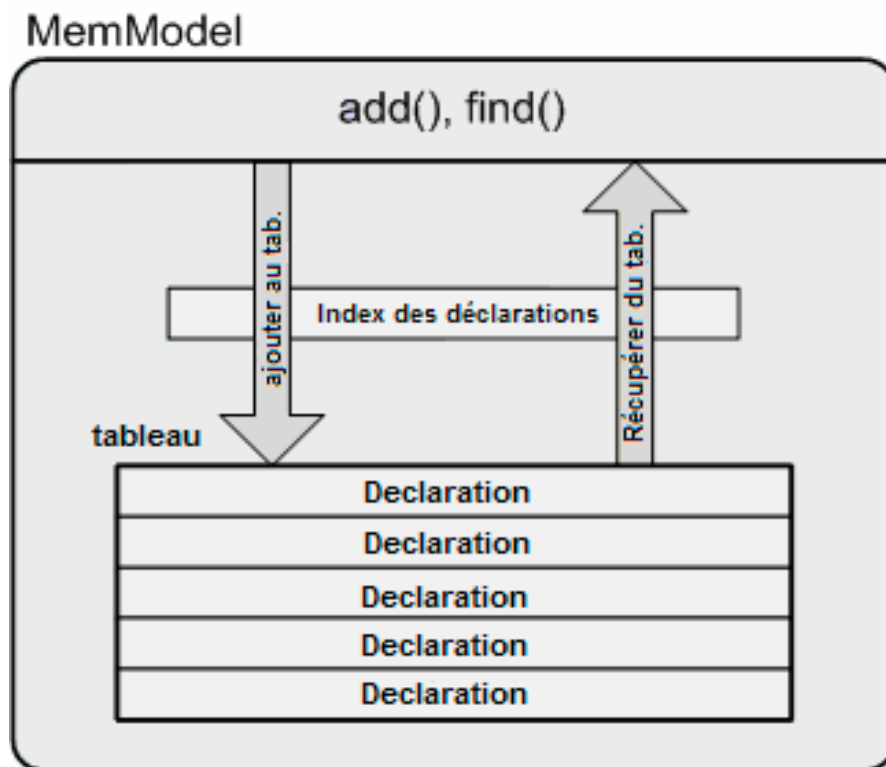 MemModel
add(), find()
ajouter au tab.
Récupérer du tab.
Index des déclarations
tableau
Declaration
Declaration
Declaration
Declaration
Declaration